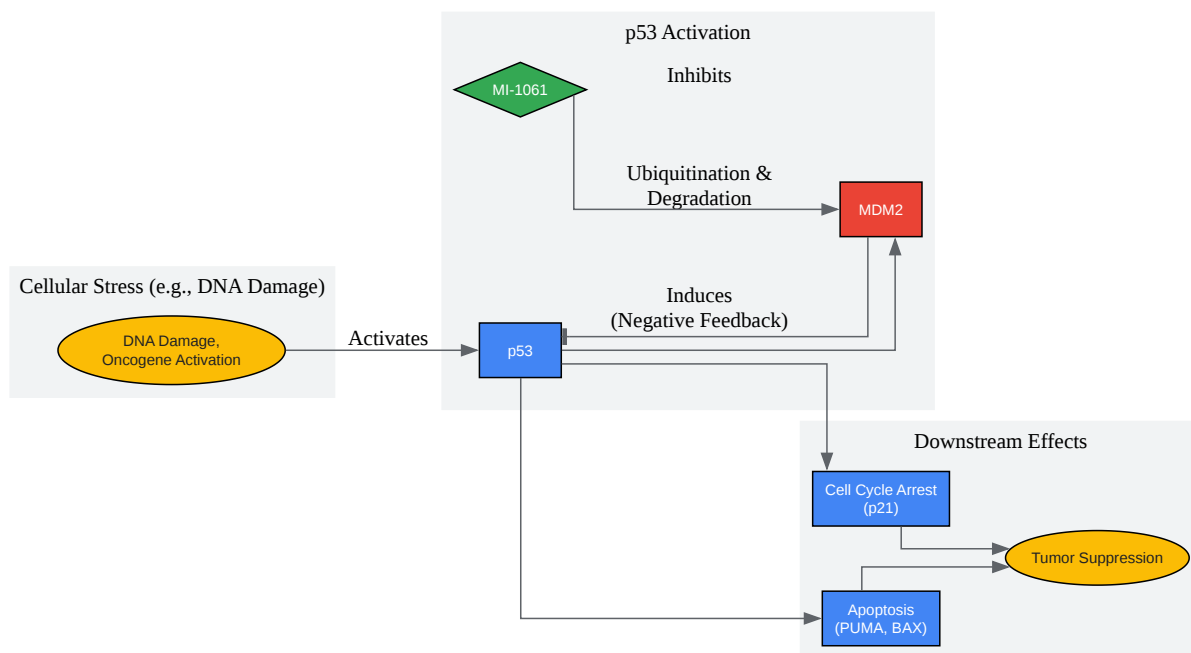 p53 Activation
Inhibits
MI-1061
Ubiquitination &
Degradation
MDM2
Cellular Stress (e.g., DNA Damage)
DNA Damage,
Oncogene Activation
Activates
Induces
(Negative Feedback)
p53
Downstream Effects
Cell Cycle Arrest
(p21)
Tumor Suppression
Apoptosis
(PUMA, BAX)